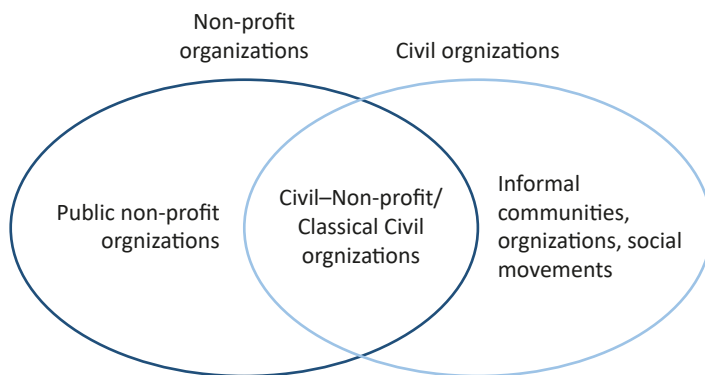 Non-profit
organizations
Civil orgnizations
Public non-profit
orgnizations
Civil–Non-profit/
Classical Civil
orgnizations
Informal
communities,
orgnizations, social
movements